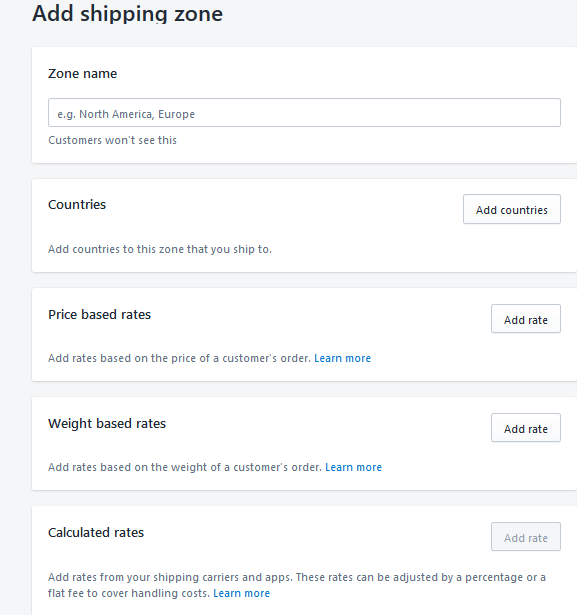 Add shipping zone
Zone name
e.g. North America, Europe
Customers won't see this
Countries
Add countries
Add countries to this zone that you ship to.
Price based rates
Add rate
Add rates based on the price of a customer's order. Learn more
Weight based rates
Add rate
Add rates based on the weight of a customer's order. Learn more
Calculated rates
Add rate
Add rates from your shipping carriers and apps. These rates can be adjusted by a percentage or a
flat fee to cover handling costs. Learn more